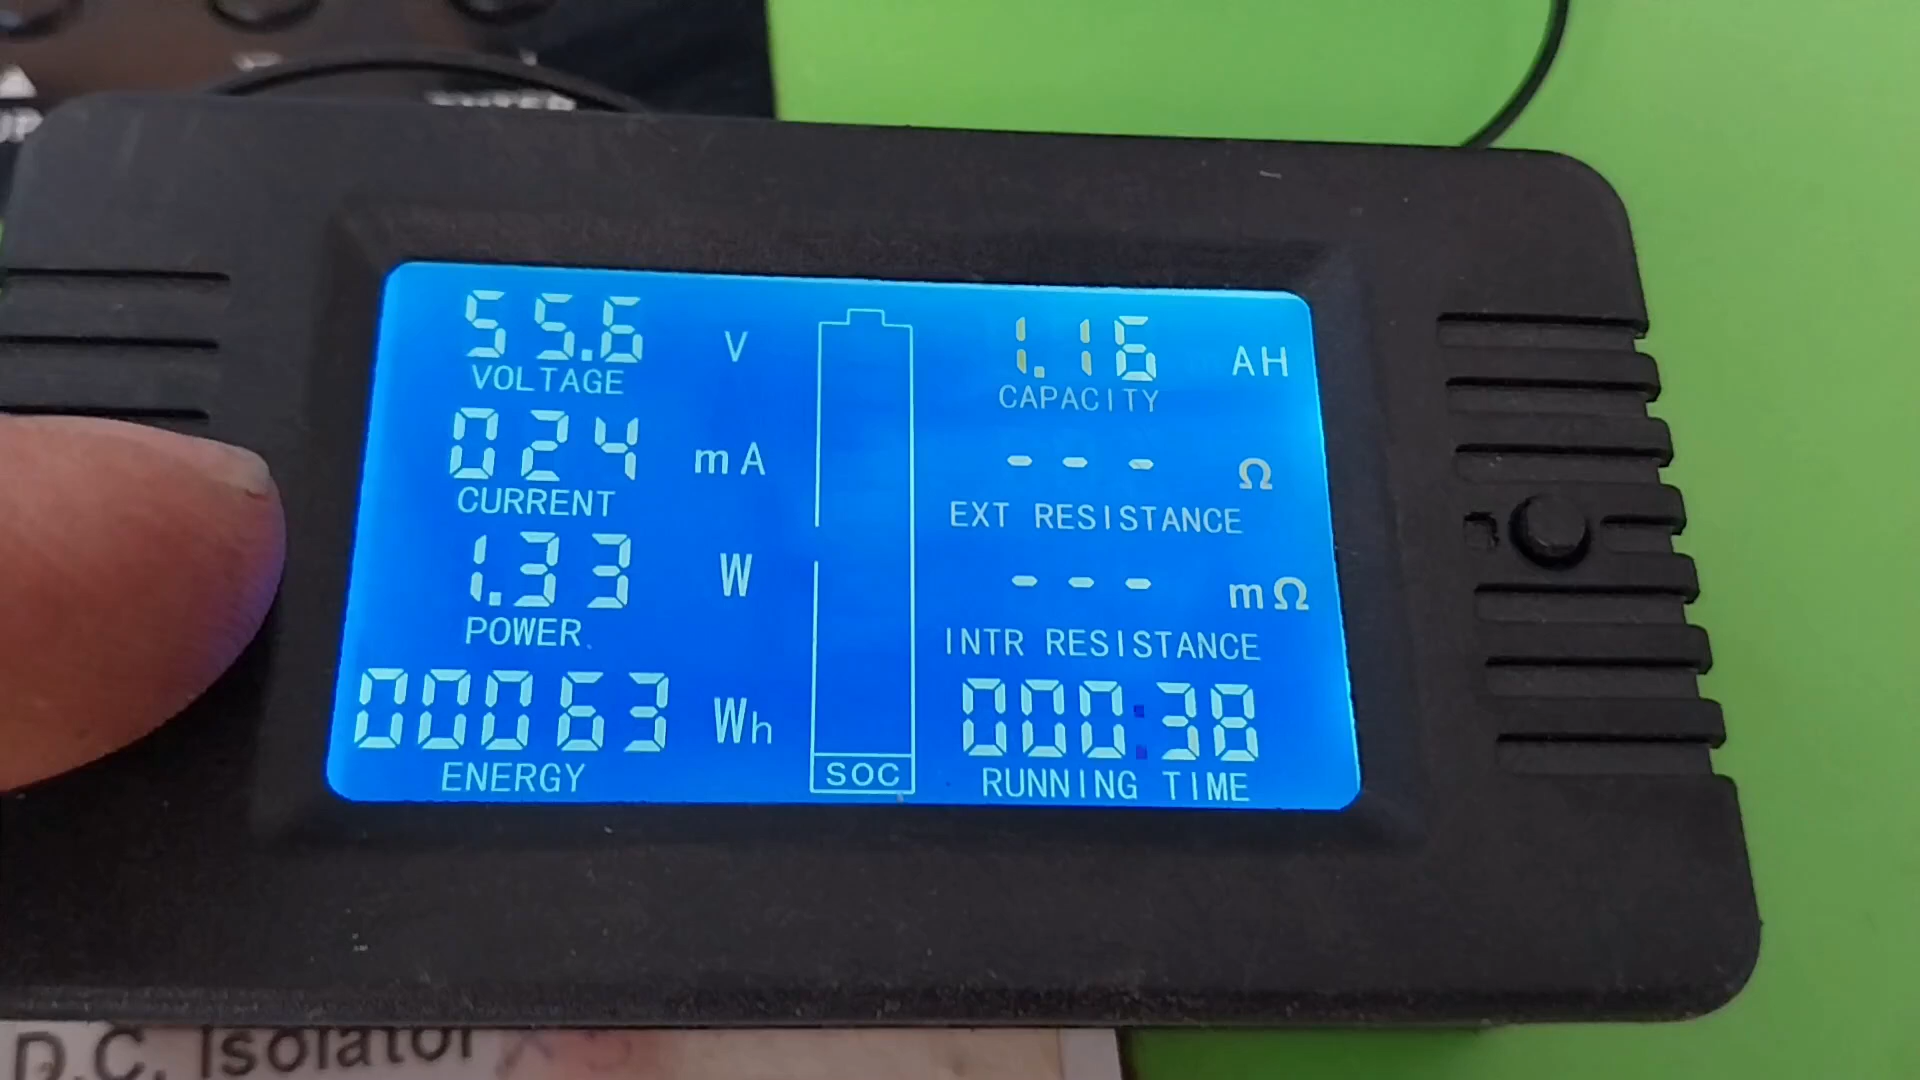 55.6 V
VOLTAGE
024 mA
CURRENT
1.33 W
POWER
00063 Wh
ENERGY
SOC
1.16 AH
CAPACITY
--- Ω
EXT RESISTANCE
--- mΩ
INTR RESISTANCE
000:38
RUNNING TIME
D.C. Isolator